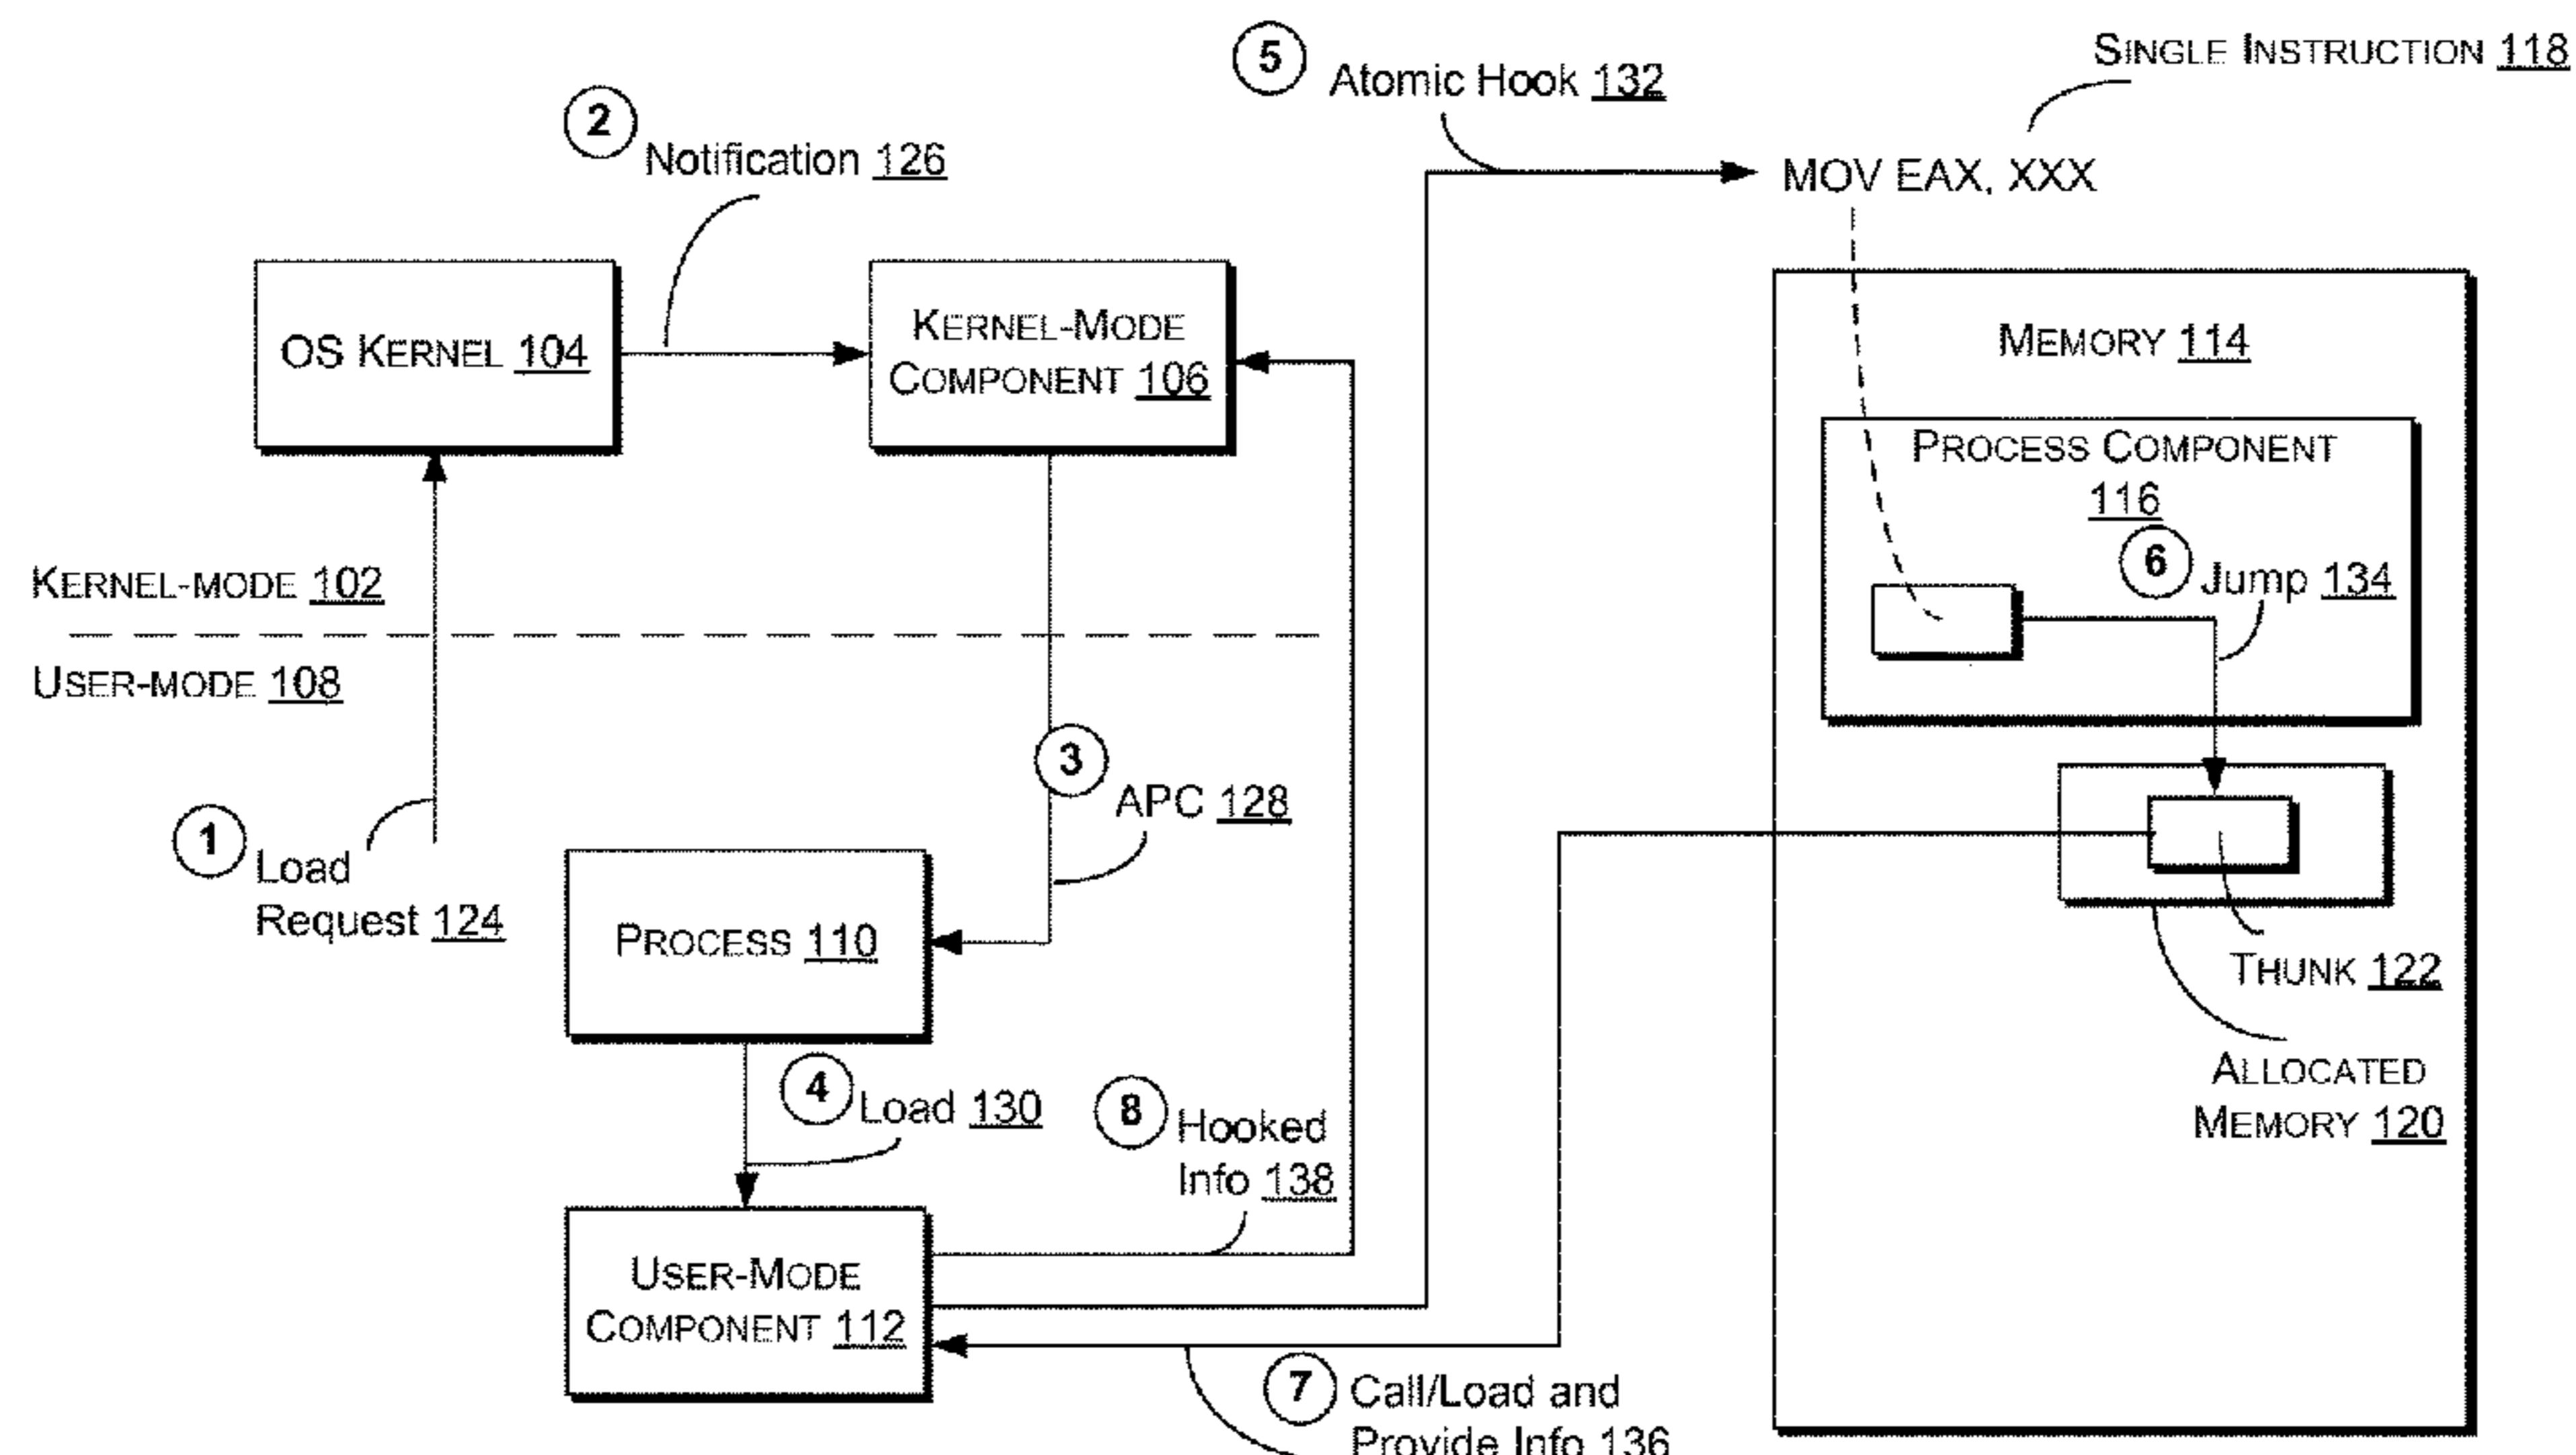 5
Atomic Hook 132
SINGLE INSTRUCTION 118
2
Notification 126
MOV EAX, XXX
OS KERNEL 104
KERNEL-MODE
COMPONENT 106
MEMORY 114
PROCESS COMPONENT
116
6
Jump 134
KERNEL-MODE 102
USER-MODE 108
3
APC 128
1
Load
Request 124
PROCESS 110
THUNK 122
ALLOCATED
MEMORY 120
4
Load 130
8
Hooked
Info 138
USER-MODE
COMPONENT 112
7
Call/Load and
Provide Info 136